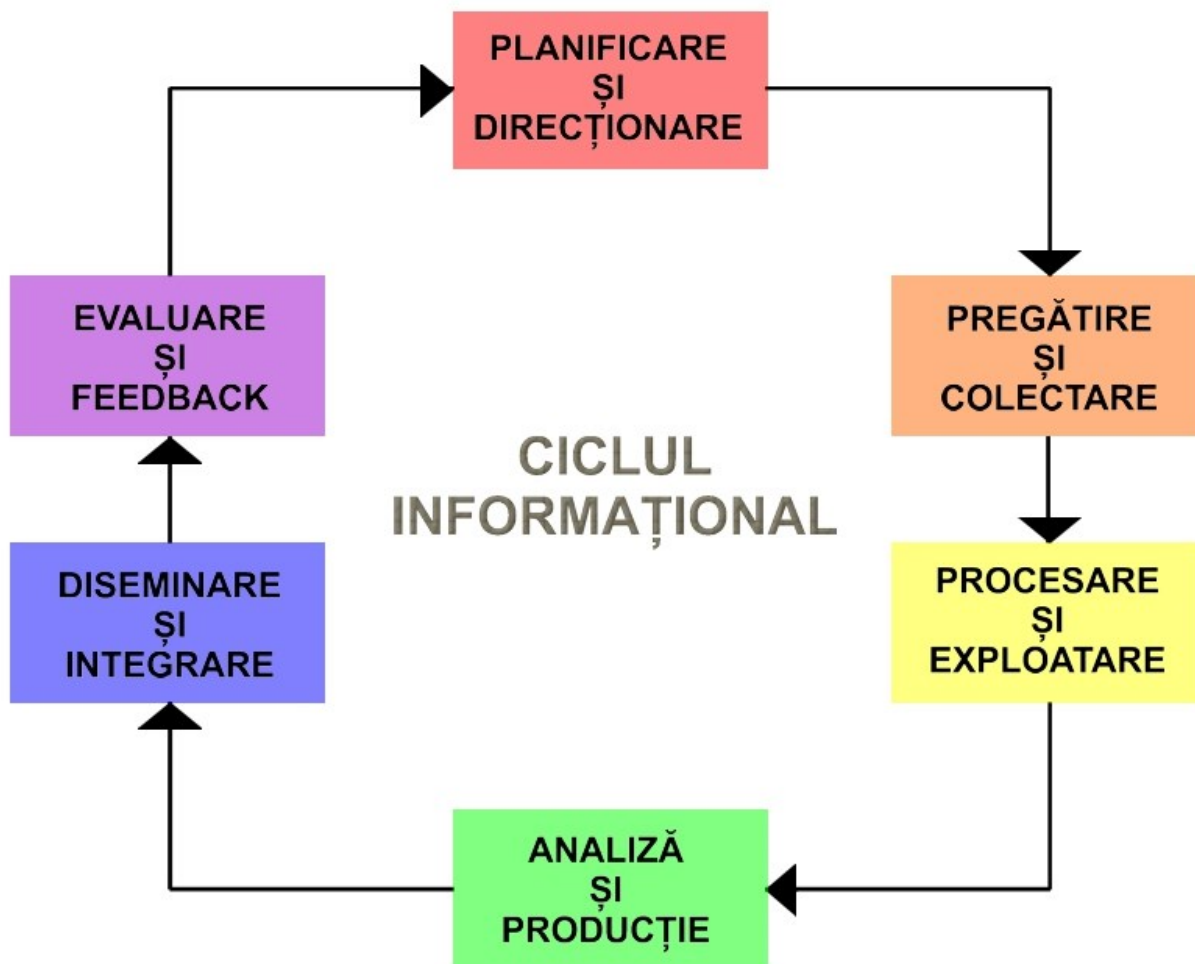 PLANIFICARE
ȘI
DIRECȚIONARE
PREGĂTIRE
ȘI
COLECTARE
PROCESARE
ȘI
EXPLOATARE
ANALIZĂ
ȘI
PRODUCȚIE
DISEMINARE
ȘI
INTEGRARE
EVALUARE
ȘI
FEEDBACK
CICLUL
INFORMAȚIONAL